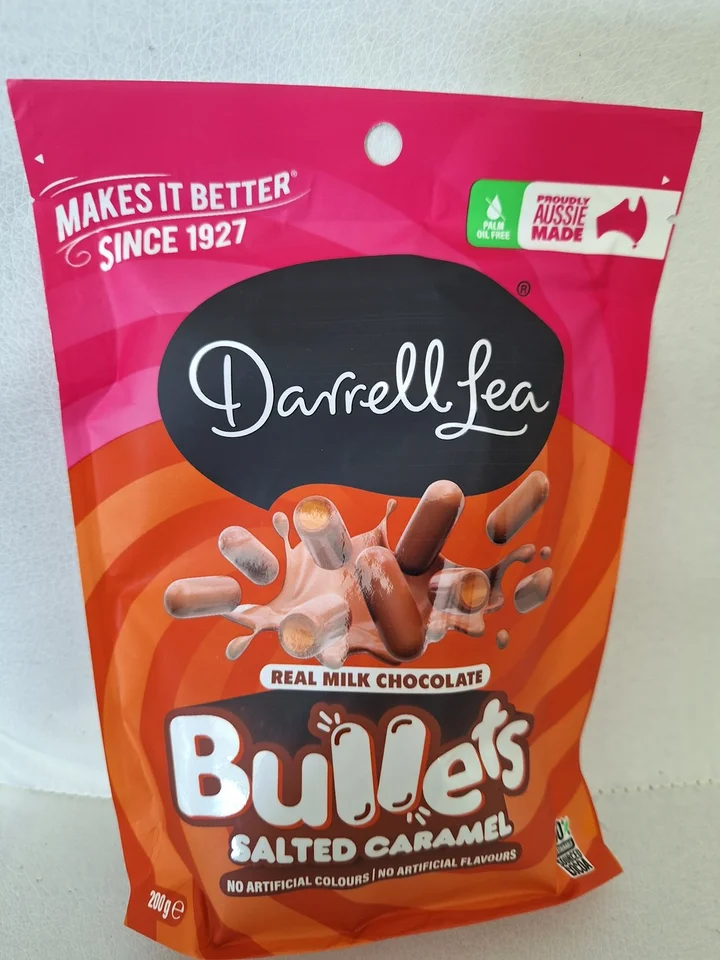 MAKES IT BETTER®
SINCE 1927
PALM
OIL FREE
PROUDLY
AUSSIE
MADE
®
Darrell Lea
REAL MILK CHOCOLATE
Bullets
SALTED CARAMEL
NO ARTIFICIAL COLOURS | NO ARTIFICIAL FLAVOURS
200g e
COCOA